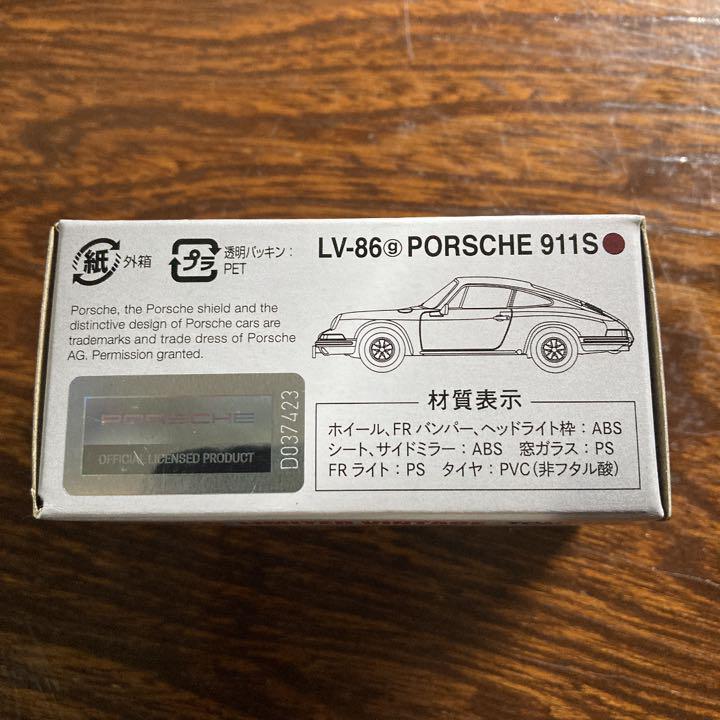 紙 外箱
プラ 透明パッキン：
PET
LV-86ⓖ PORSCHE 911S
Porsche, the Porsche shield and the
distinctive design of Porsche cars are
trademarks and trade dress of Porsche
AG. Permission granted.
PORSCHE
OFFICIAL LICENSED PRODUCT
D037423
材質表示
ホイール、FRバンパー、ヘッドライト枠：ABS
シート、サイドミラー：ABS 窓ガラス：PS
FRライト：PS タイヤ：PVC（非フタル酸）